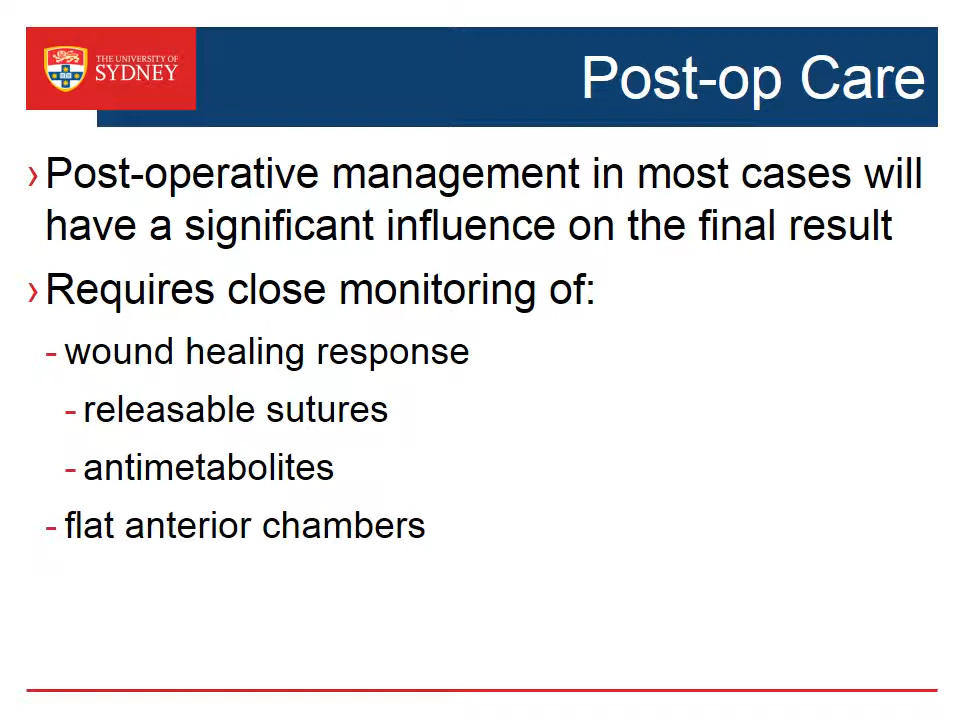 THE UNIVERSITY OF
SYDNEY
Post-op Care
› Post-operative management in most cases will
have a significant influence on the final result
› Requires close monitoring of:
- wound healing response
- releasable sutures
- antimetabolites
- flat anterior chambers